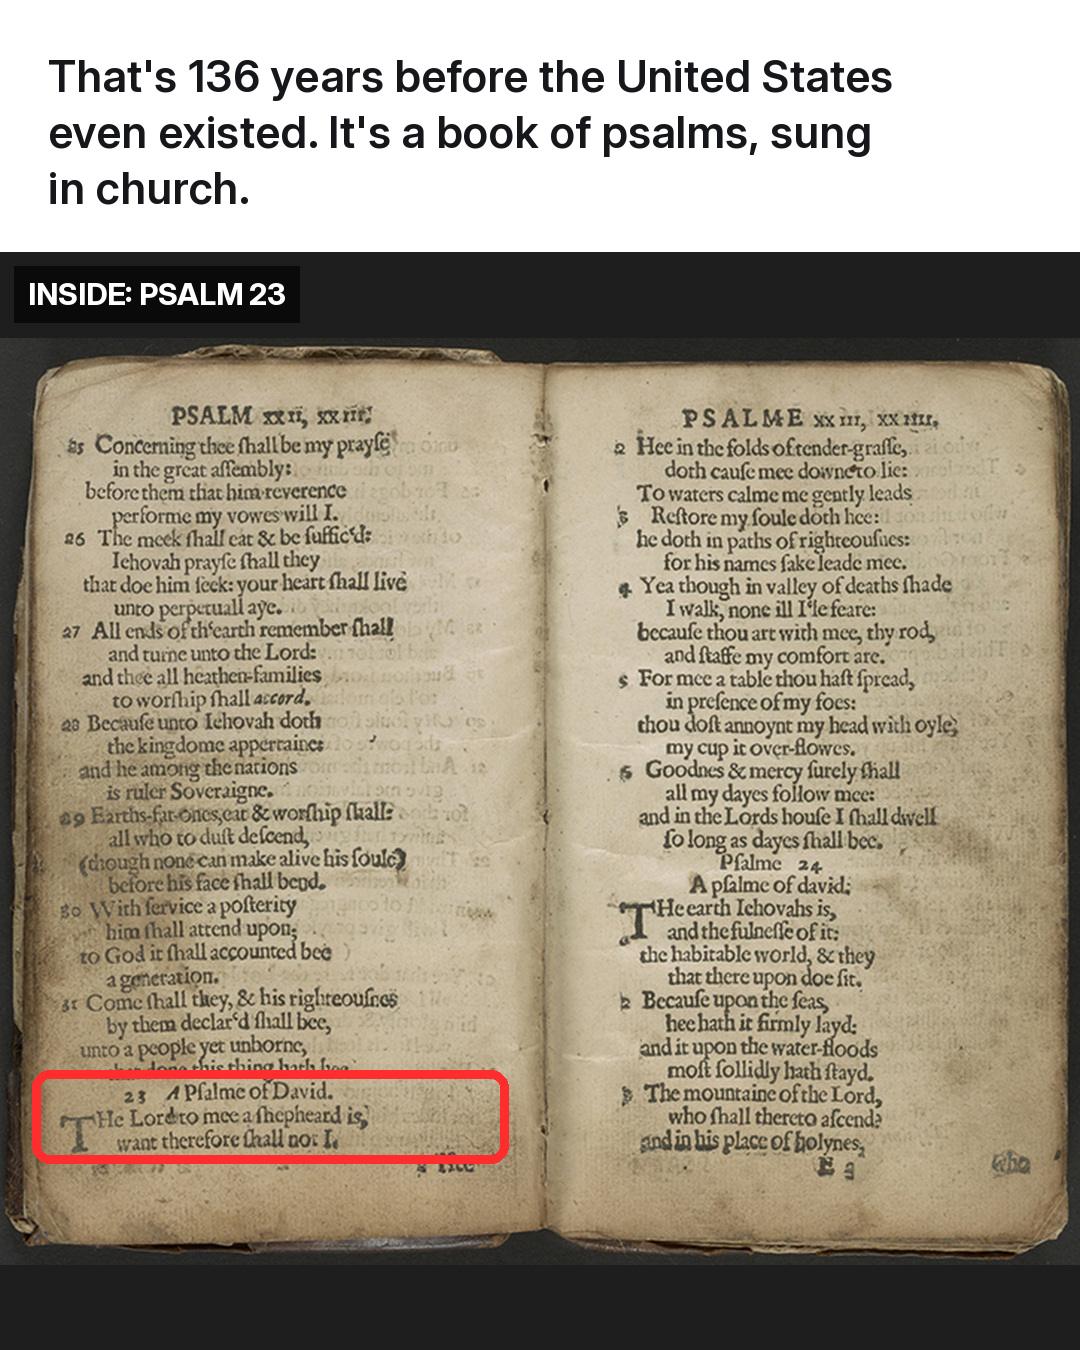 That's 136 years before the United States
even existed. It's a book of psalms, sung
in church.
INSIDE: PSALM 23
PSALM xxii, xxiii.
25 Concerning thee ſhall be my prayſe
in the great aſſembly:
before them that him reverence
performe my vowes will I.
26 The meek ſhall eat & be ſuffic'd:
Iehovah prayſe ſhall they
that doe him ſeek: your heart ſhall live
unto perpetuall aye.
27 All ends of th'earth remember ſhall
and turne unto the Lord:
and thee all heathen-families
to worſhip ſhall accord.
28 Becauſe unto Iehovah doth
the kingdome appertaine:
and he among the nations
is ruler Soveraigne.
29 Earths-fat-ones, eat & worſhip ſhall:
all who to duſt deſcend,
(though none can make alive his ſoule)
before his face ſhall bend.
30 With ſervice a poſterity
him ſhall attend upon;
to God it ſhall accounted bee
a generation.
31 Come ſhall they, & his righteouſnes
by them declar'd ſhall bee,
unto a people yet unborne,
that done this thing hath hee.
23 A Pſalme of David.
THe Lord to mee a ſhepheard is,
want therefore ſhall not I.
2 Hee
PSALME xxiii, xxiiii.
2 Hee in the folds of tender-graſſe,
doth cauſe mee downe to lie:
To waters calme me gently leads
3 Reſtore my ſoule doth hee:
he doth in paths of righteouſnes:
for his names ſake leade mee.
4 Yea though in valley of deaths ſhade
I walk, none ill I'le feare:
becauſe thou art with mee, thy rod,
and ſtaffe my comfort are.
5 For mee a table thou haſt ſpread,
in preſence of my foes:
thou doſt annoynt my head with oyle,
my cup it over-flowes.
6 Goodnes & mercy ſurely ſhall
all my dayes follow mee:
and in the Lords houſe I ſhall dwell
ſo long as dayes ſhall bee.
Pſalme 24
A pſalme of david.
THe earth Iehovahs is,
and the fulneſſe of it:
the habitable world, & they
that there upon doe ſit.
2 Becauſe upon the ſeas,
hee hath it firmly layd:
and it upon the water-floods
moſt ſollidly hath ſtayd.
3 The mountaine of the Lord,
who ſhall thereto aſcend?
and in his place of holynes,
E 3
who